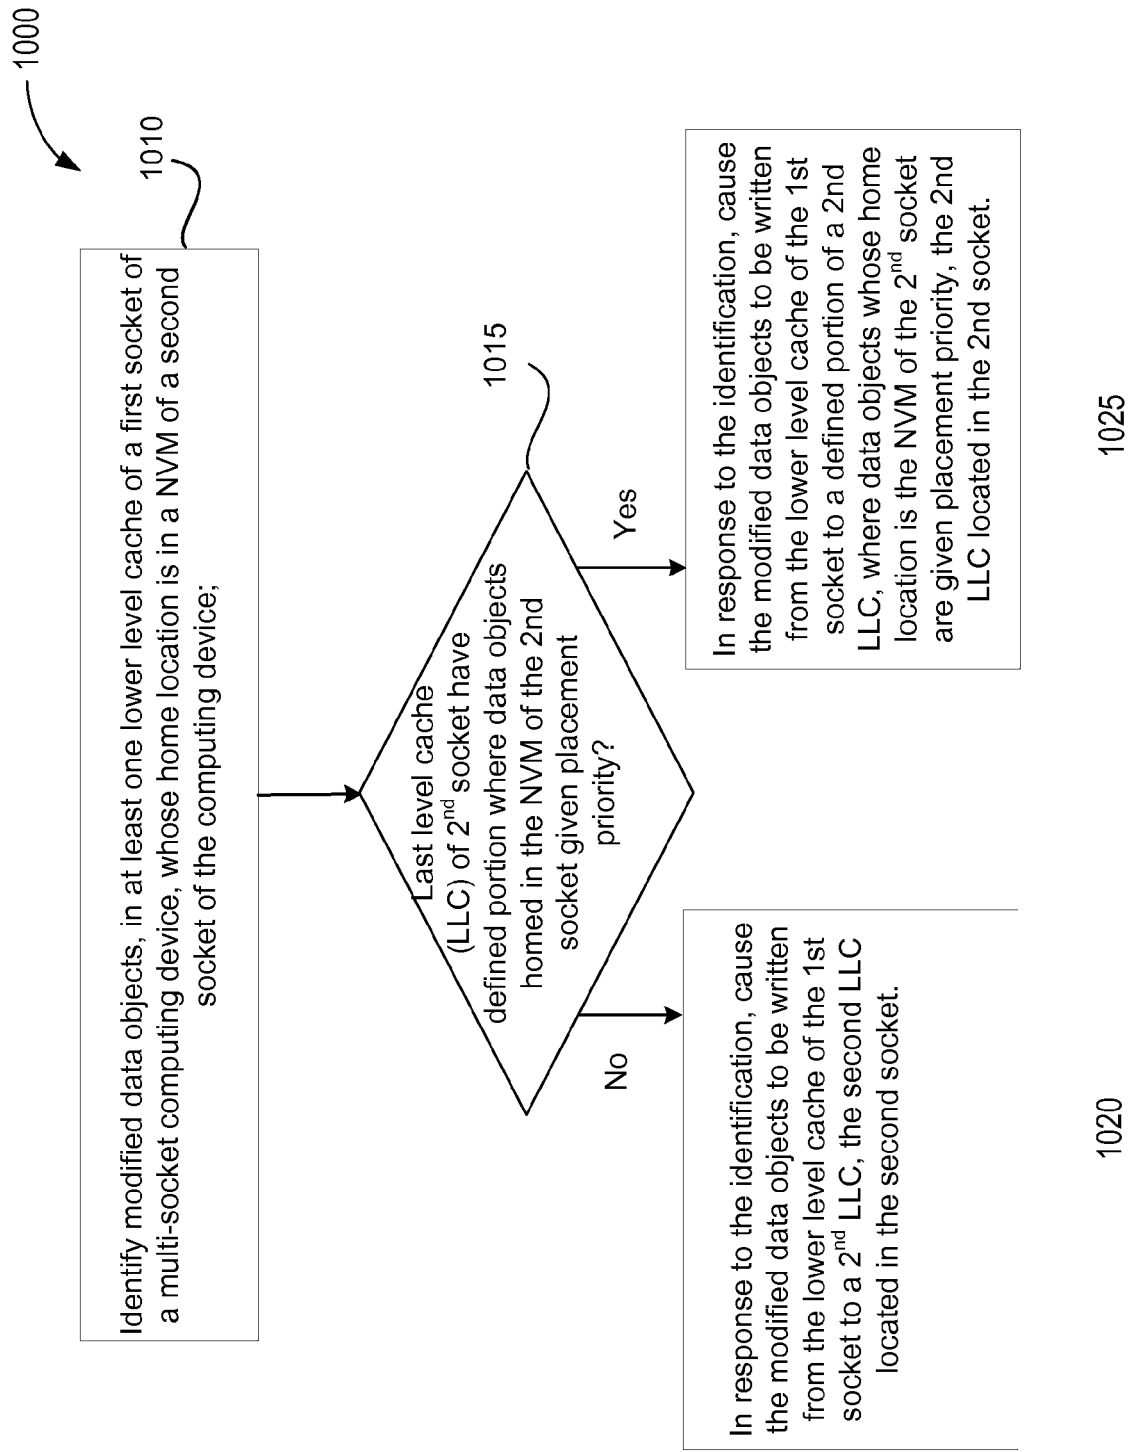 1000
1010
Identify modified data objects, in at least one lower level cache of a first socket of
a multi-socket computing device, whose home location is in a NVM of a second
socket of the computing device;
1015
Last level cache
(LLC) of 2nd socket have
defined portion where data objects
homed in the NVM of the 2nd
socket given placement
priority?
No
Yes
In response to the identification, cause
the modified data objects to be written
from the lower level cache of the 1st
socket to a 2nd LLC, the second LLC
located in the second socket.
In response to the identification, cause
the modified data objects to be written
from the lower level cache of the 1st
socket to a defined portion of a 2nd
LLC, where data objects whose home
location is the NVM of the 2nd socket
are given placement priority, the 2nd
LLC located in the 2nd socket.
1020
1025